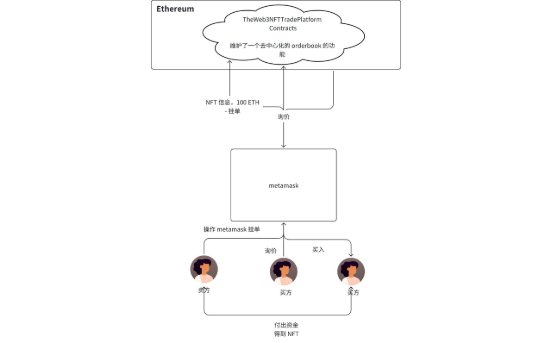 Ethereum
TheWeb3NFTTradePlatform
Contracts
维护了一个去中心化的 orderbook 的功
能
NFT 信息，100 ETH
- 挂单
询价
metamask
操作 metamask 挂单
询价
买入
卖方
买方
卖方
付出资金
得到 NFT